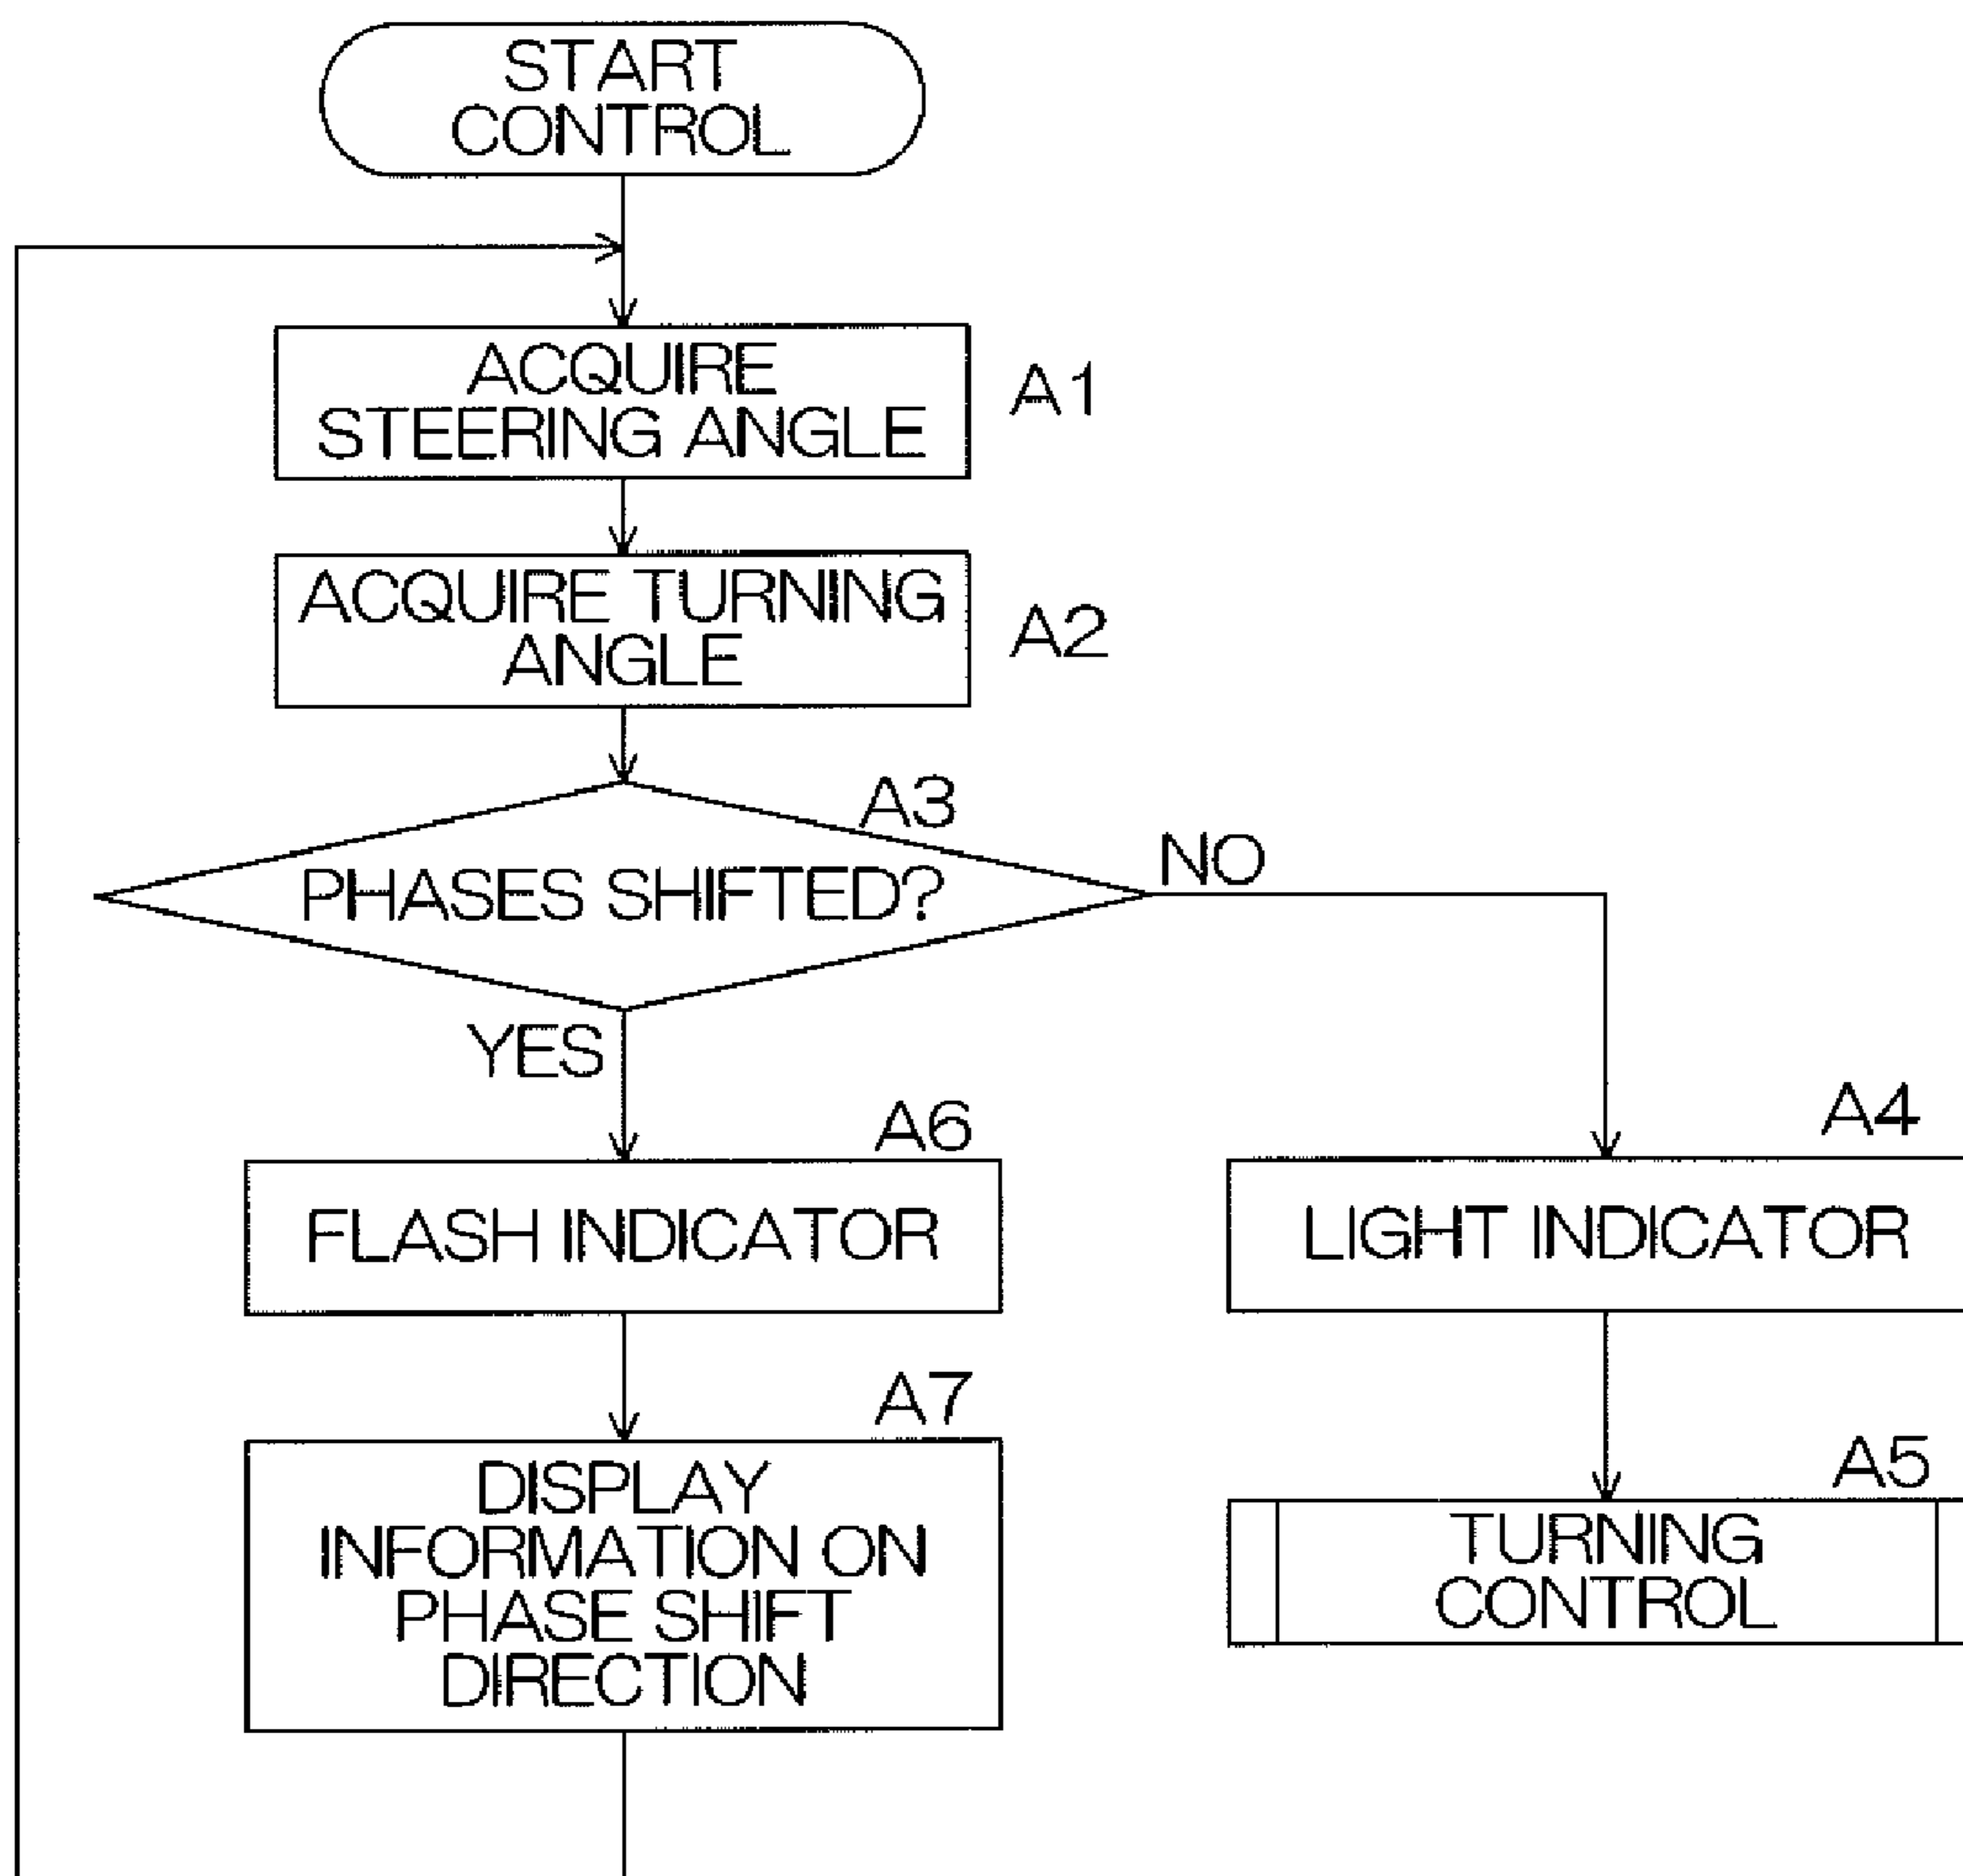 START
CONTROL
ACQUIRE
STEERING ANGLE
A1
ACQUIRE TURNING
ANGLE
A2
A3
PHASES SHIFTED?
NO
YES
A6
FLASH INDICATOR
A4
LIGHT INDICATOR
A7
DISPLAY
INFORMATION ON
PHASE SHIFT
DIRECTION
A5
TURNING
CONTROL